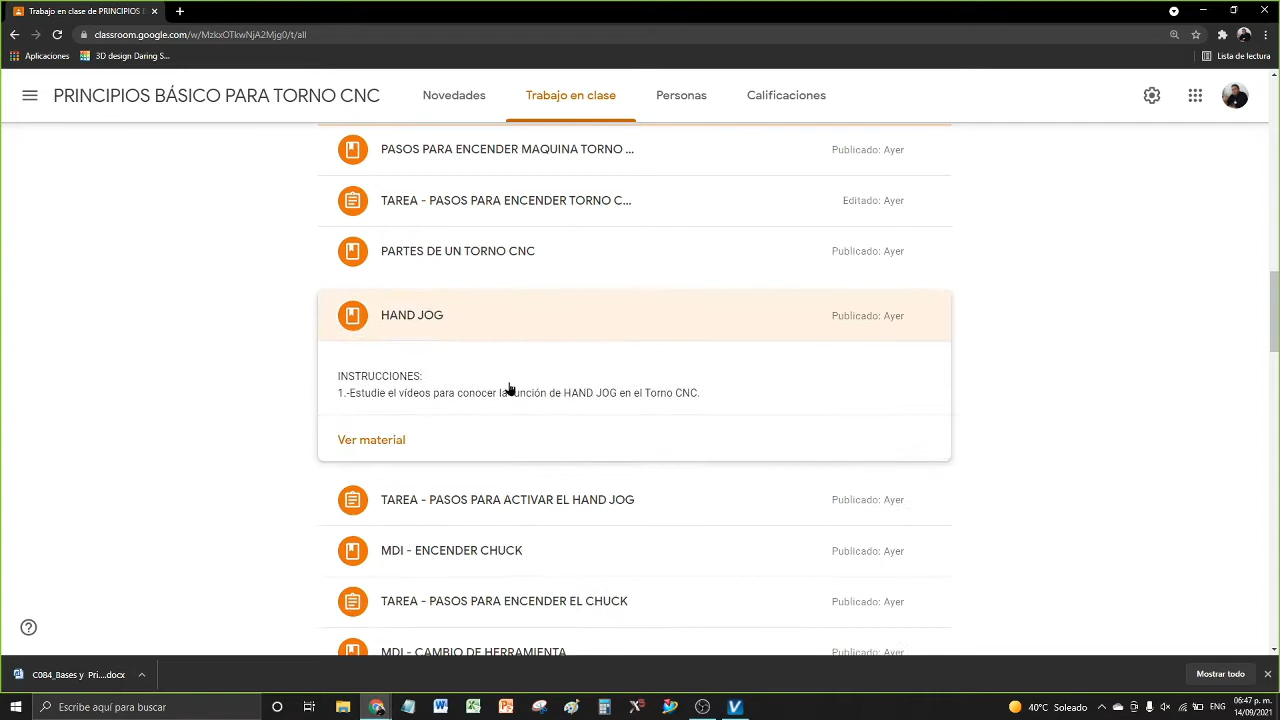 Trabajo en clase de PRINCIPIOS E
classroom.google.com/w/MzkxOTkwNjA2Mjg0/t/all
Aplicaciones
3D design Daring S...
Lista de lectura
PRINCIPIOS BÁSICO PARA TORNO CNC
Novedades
Trabajo en clase
Personas
Calificaciones
PASOS PARA ENCENDER MAQUINA TORNO ...
Publicado: Ayer
TAREA - PASOS PARA ENCENDER TORNO C...
Editado: Ayer
PARTES DE UN TORNO CNC
Publicado: Ayer
HAND JOG
Publicado: Ayer
INSTRUCCIONES:
1.-Estudie el vídeos para conocer la función de HAND JOG en el Torno CNC.
Ver material
TAREA - PASOS PARA ACTIVAR EL HAND JOG
Publicado: Ayer
MDI - ENCENDER CHUCK
Publicado: Ayer
TAREA - PASOS PARA ENCENDER EL CHUCK
Publicado: Ayer
MDI - CAMBIO DE HERRAMIENTA
Publicado: Ayer
C084_Bases y Pri....docx
Mostrar todo
Escribe aquí para buscar
40°C Soleado
ENG
06:47 p. m.
14/09/2021